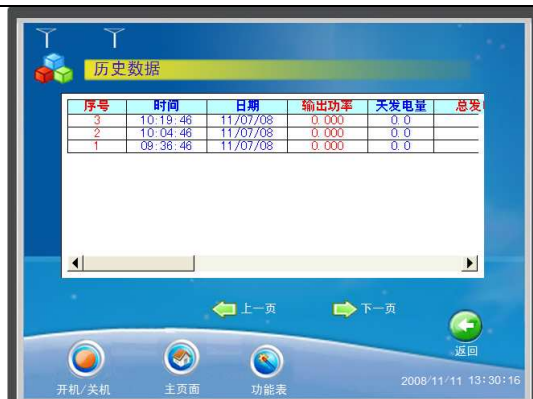 历史数据
序号 时间 日期 输出功率 天发电量 总发
3 10:19:46 11/07/08 0.000 0.0
2 10:04:46 11/07/08 0.000 0.0
1 09:36:46 11/07/08 0.000 0.0
上一页 下一页
返回
开机/关机 主页面 功能表 2008/11/11 13:30:16